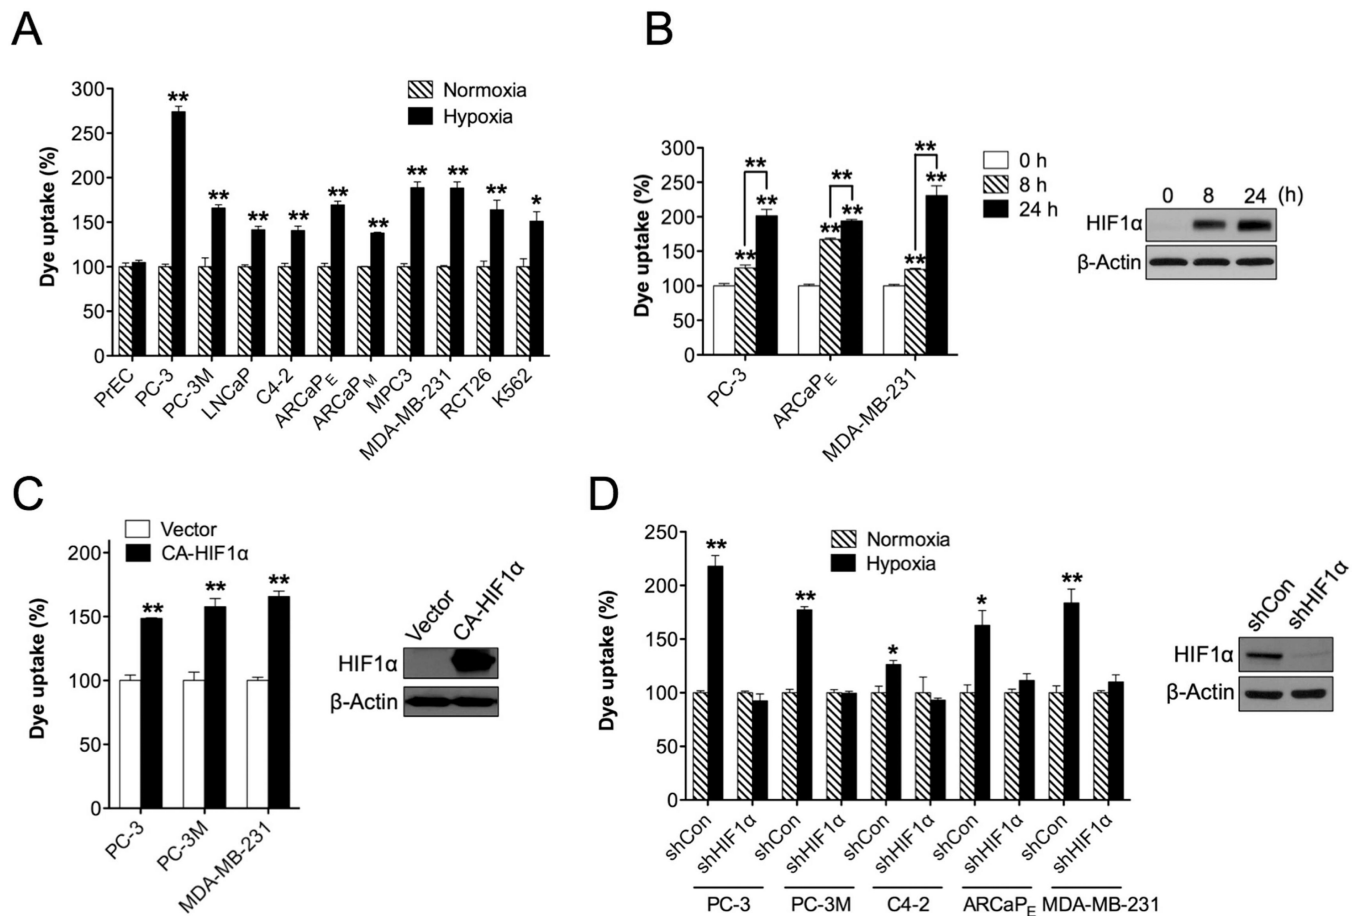 A
Dye uptake (%)
300
250
200
150
100
50
0
Normoxia
Hypoxia
**
**
**
**
**
**
**
**
**
*
PrEC
PC-3
PC-3M
LNCaP
C4-2
ARCaPE
ARCaPM
MPC3
MDA-MB-231
RCT26
K562
B
Dye uptake (%)
300
250
200
150
100
50
0
** ** **
** ** **
** ** **
0 h
8 h
24 h
PC-3
ARCaPE
MDA-MB-231
0 8 24 (h)
HIF1α
β-Actin
C
Vector
CA-HIF1α
Dye uptake (%)
200
150
100
50
0
** ** **
PC-3
PC-3M
MDA-MB-231
Vector
CA-HIF1α
HIF1α
β-Actin
D
Dye uptake (%)
250
200
150
100
50
0
Normoxia
Hypoxia
** ** * * **
shCon
shHIF1α
shCon
shHIF1α
shCon
shHIF1α
shCon
shHIF1α
shCon
shHIF1α
PC-3 PC-3M C4-2 ARCaPE MDA-MB-231
shCon
shHIF1α
HIF1α
β-Actin